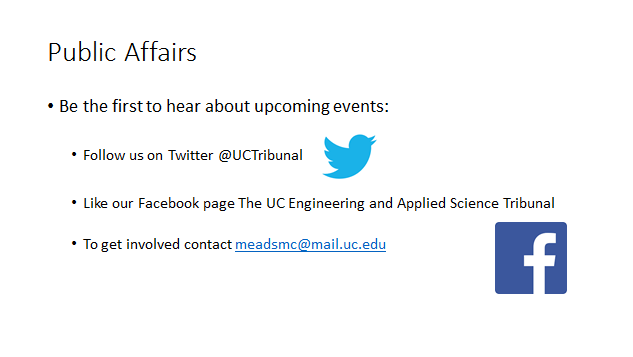 Public Affairs
• Be the first to hear about upcoming events:
• Follow us on Twitter @UCTribunal
• Like our Facebook page The UC Engineering and Applied Science Tribunal
• To get involved contact meadsmc@mail.uc.edu